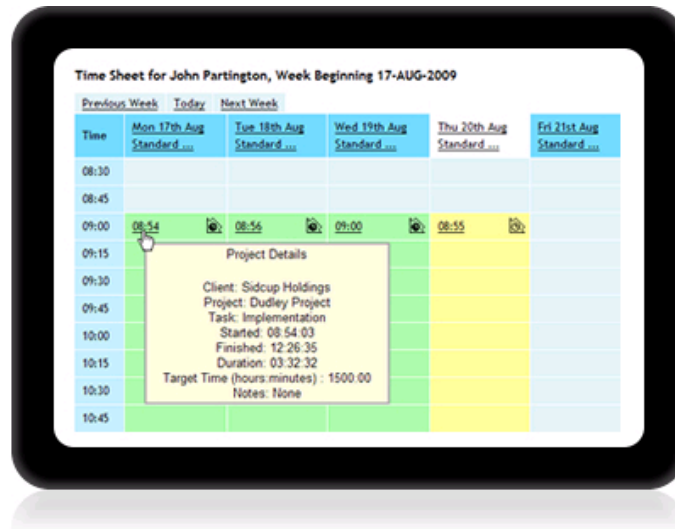 Time Sheet for John Partington, Week Beginning 17-AUG-2009
Previous Week Today Next Week
Time Mon 17th Aug Standard ... Tue 18th Aug Standard ... Wed 19th Aug Standard ... Thu 20th Aug Standard ... Fri 21st Aug Standard ...
08:30
08:45
09:00 08:54 08:56 09:00 08:55
09:15
09:30
09:45
10:00
10:15
10:30
10:45
Project Details
Client: Sidcup Holdings
Project: Dudley Project
Task: Implementation
Started: 08:54:03
Finished: 12:26:35
Duration: 03:32:32
Target Time (hours:minutes) : 1500:00
Notes: None